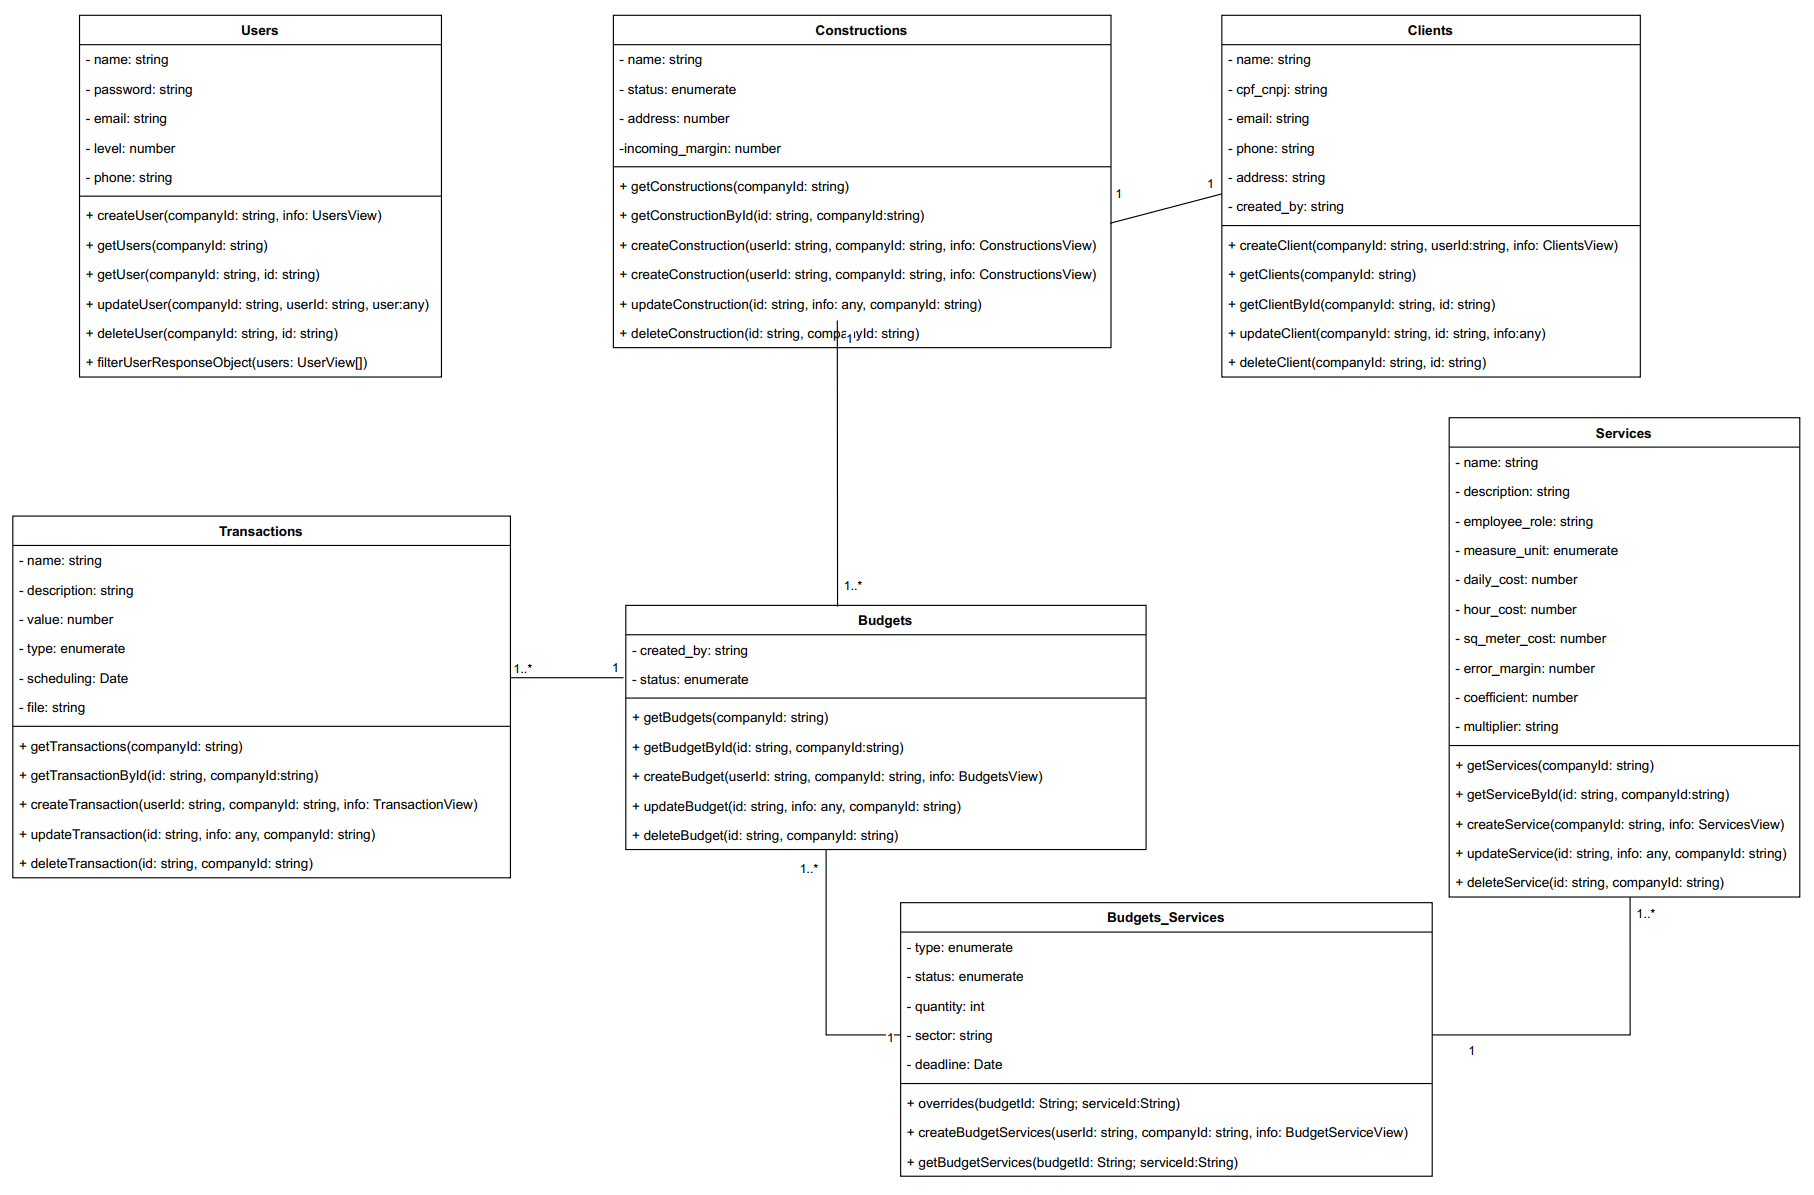 Users
- name: string
- password: string
- email: string
- level: number
- phone: string
+ createUser(companyId: string, info: UsersView)
+ getUsers(companyId: string)
+ getUser(companyId: string, id: string)
+ updateUser(companyId: string, userId: string, user:any)
+ deleteUser(companyId: string, id: string)
+ filterUserResponseObject(users: UserView[])
Constructions
- name: string
- status: enumerate
- address: number
-incoming_margin: number
+ getConstructions(companyId: string)
+ getConstructionById(id: string, companyId:string)
+ createConstruction(userId: string, companyId: string, info: ConstructionsView)
+ createConstruction(userId: string, companyId: string, info: ConstructionsView)
+ updateConstruction(id: string, info: any, companyId: string)
+ deleteConstruction(id: string, companyId: string)
1
1
1
Clients
- name: string
- cpf_cnpj: string
- email: string
- phone: string
- address: string
- created_by: string
+ createClient(companyId: string, userId:string, info: ClientsView)
+ getClients(companyId: string)
+ getClientById(companyId: string, id: string)
+ updateClient(companyId: string, id: string, info:any)
+ deleteClient(companyId: string, id: string)
Services
- name: string
- description: string
- employee_role: string
- measure_unit: enumerate
- daily_cost: number
- hour_cost: number
- sq_meter_cost: number
- error_margin: number
- coefficient: number
- multiplier: string
+ getServices(companyId: string)
+ getServiceById(id: string, companyId:string)
+ createService(companyId: string, info: ServicesView)
+ updateService(id: string, info: any, companyId: string)
+ deleteService(id: string, companyId: string)
1..*
Transactions
- name: string
- description: string
- value: number
- type: enumerate
- scheduling: Date
- file: string
+ getTransactions(companyId: string)
+ getTransactionById(id: string, companyId:string)
+ createTransaction(userId: string, companyId: string, info: TransactionView)
+ updateTransaction(id: string, info: any, companyId: string)
+ deleteTransaction(id: string, companyId: string)
1..*
1
1..*
Budgets
- created_by: string
- status: enumerate
+ getBudgets(companyId: string)
+ getBudgetById(id: string, companyId:string)
+ createBudget(userId: string, companyId: string, info: BudgetsView)
+ updateBudget(id: string, info: any, companyId: string)
+ deleteBudget(id: string, companyId: string)
1..*
Budgets_Services
- type: enumerate
- status: enumerate
- quantity: int
- sector: string
- deadline: Date
+ overrides(budgetId: String; serviceId:String)
+ createBudgetServices(userId: string, companyId: string, info: BudgetServiceView)
+ getBudgetServices(budgetId: String; serviceId:String)
1
1